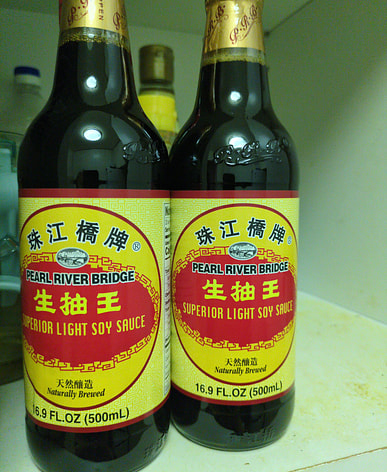 珠江橋牌®
PEARL RIVER BRIDGE
生抽王
SUPERIOR LIGHT SOY SAUCE
天然釀造
Naturally Brewed
16.9 FL.OZ (500mL)
P.R.B.
珠江橋牌®
PEARL RIVER BRIDGE
生抽王
SUPERIOR LIGHT SOY SAUCE
天然釀造
Naturally Brewed
16.9 FL.OZ (500mL)